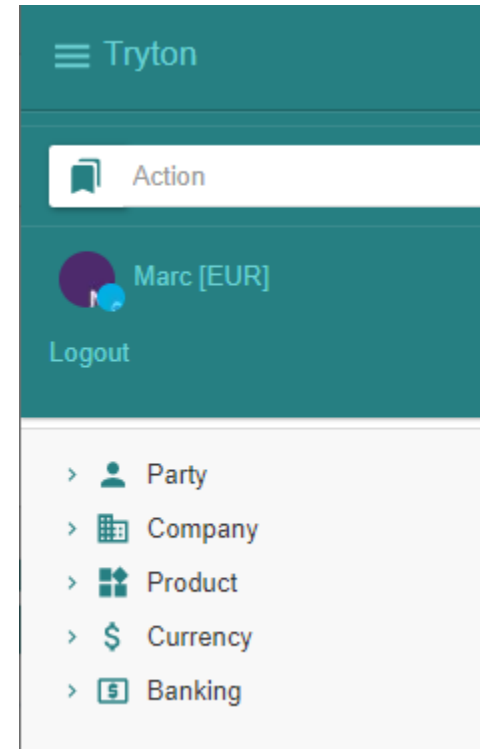 Tryton
Action
Marc [EUR]
Logout
Party
Company
Product
Currency
Banking